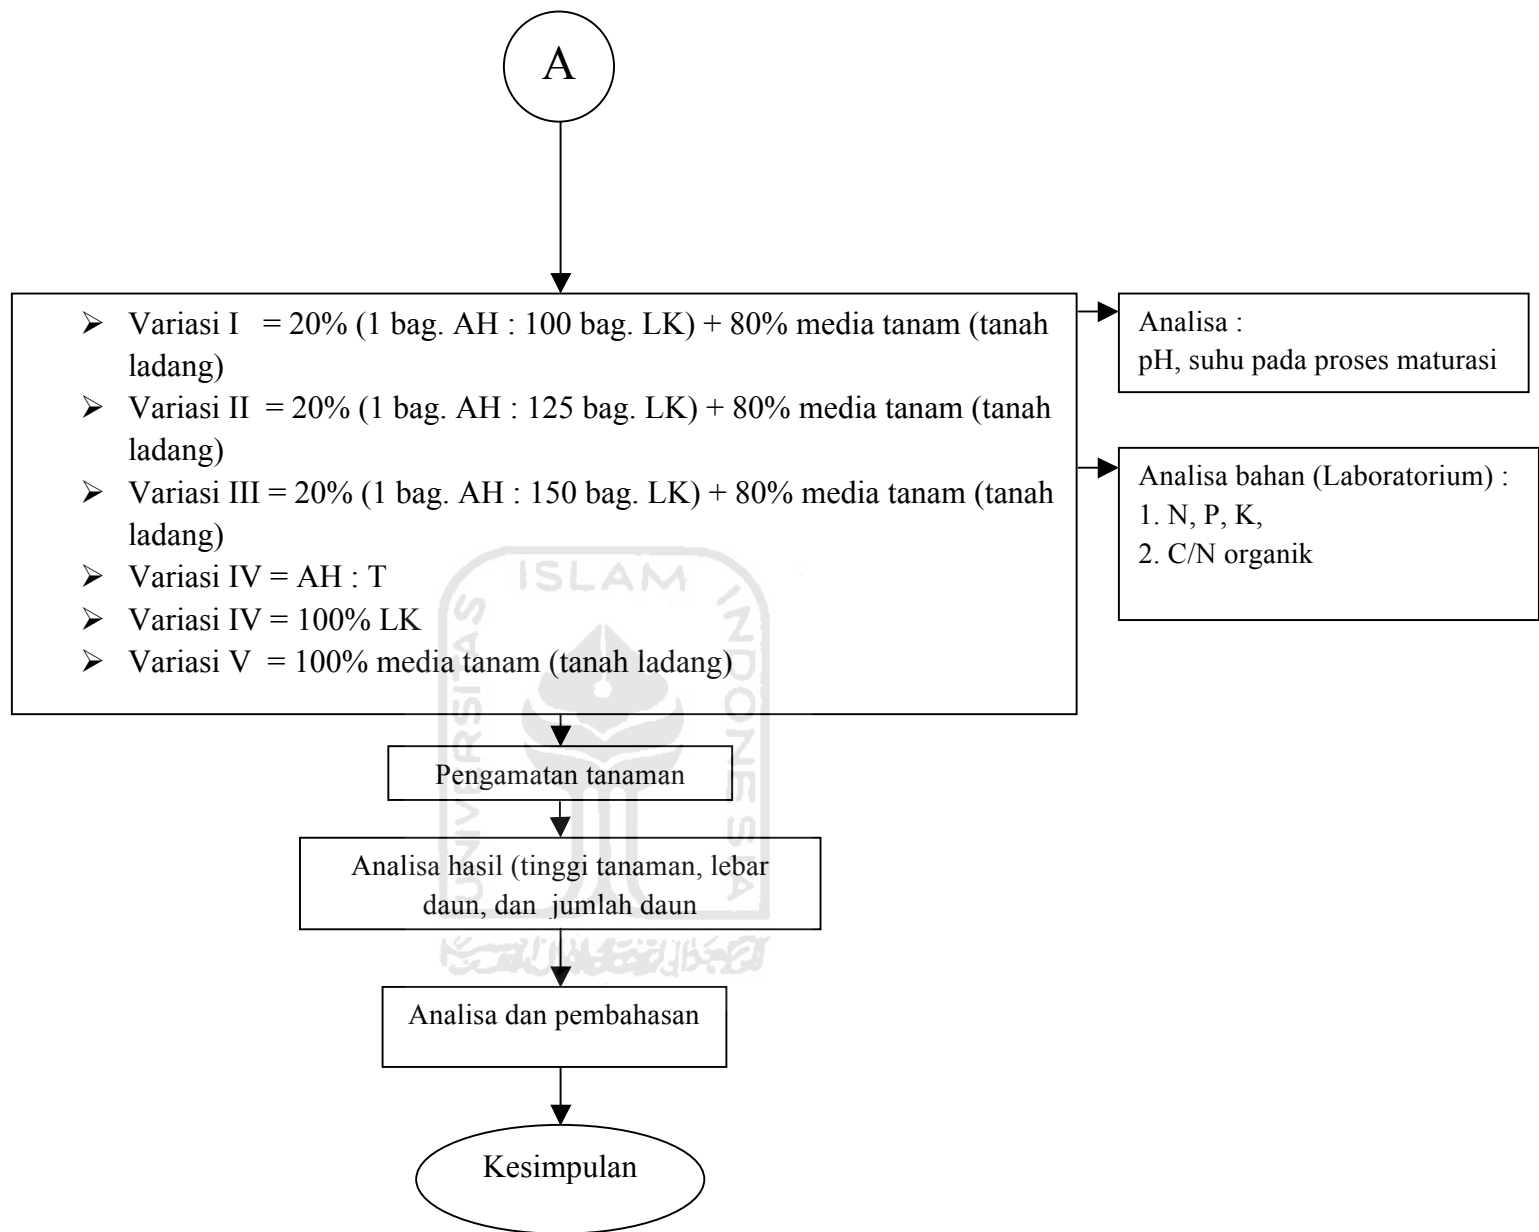 A
➢ Variasi I = 20% (1 bag. AH : 100 bag. LK) + 80% media tanam (tanah
ladang)
➢ Variasi II = 20% (1 bag. AH : 125 bag. LK) + 80% media tanam (tanah
ladang)
➢ Variasi III = 20% (1 bag. AH : 150 bag. LK) + 80% media tanam (tanah
ladang)
➢ Variasi IV = AH : T
➢ Variasi IV = 100% LK
➢ Variasi V = 100% media tanam (tanah ladang)
Analisa :
pH, suhu pada proses maturasi
Analisa bahan (Laboratorium) :
1. N, P, K,
2. C/N organik
Pengamatan tanaman
Analisa hasil (tinggi tanaman, lebar
daun, dan jumlah daun
Analisa dan pembahasan
Kesimpulan
UNIVERSITAS
ISLAM
INDONESIA